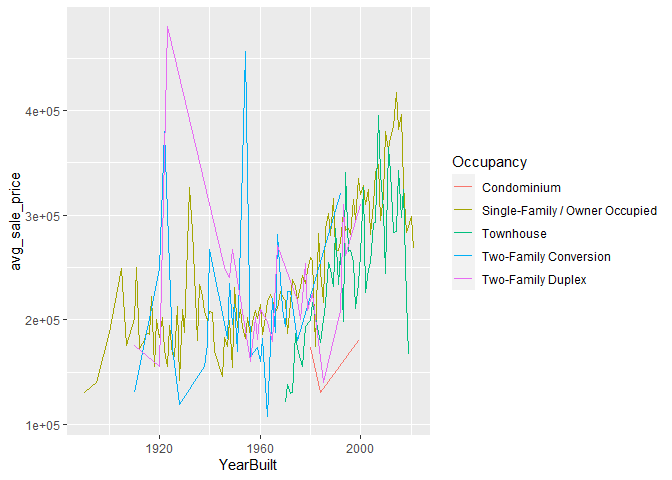 4e+05
3e+05
2e+05
1e+05
avg_sale_price
1920
1960
2000
YearBuilt
Occupancy
Condominium
Single-Family / Owner Occupied
Townhouse
Two-Family Conversion
Two-Family Duplex